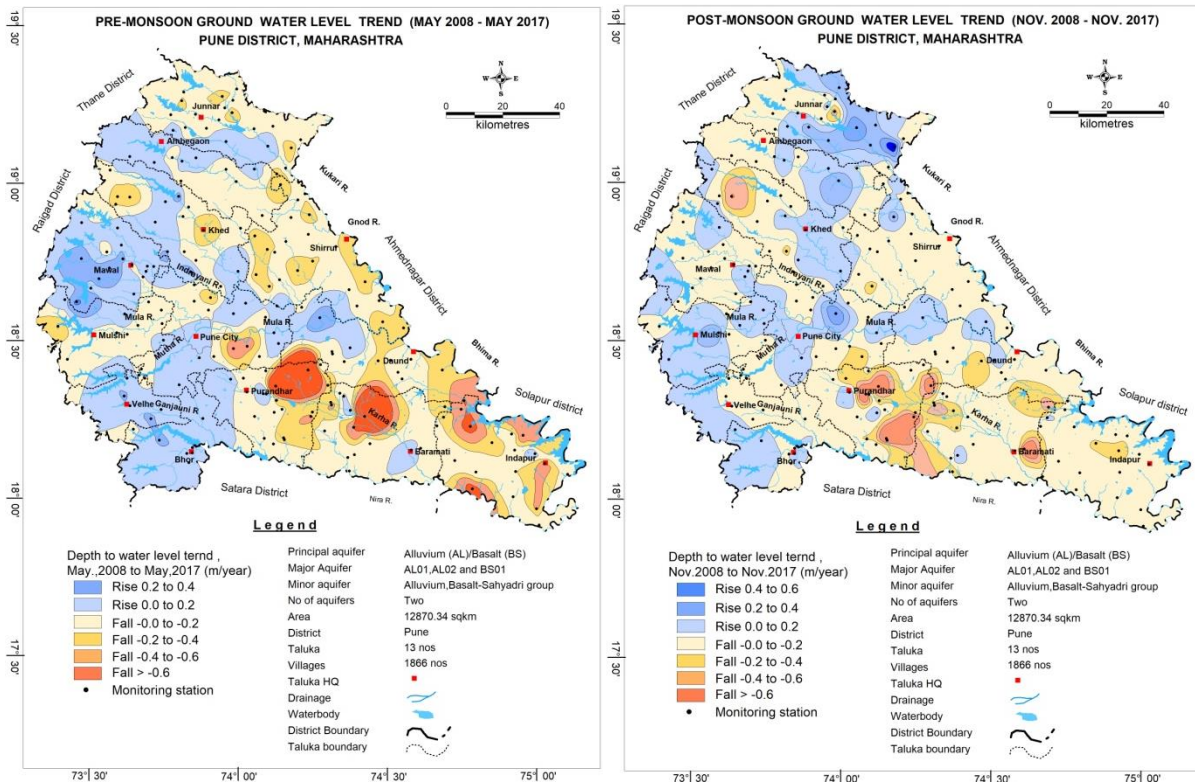 PRE-MONSOON GROUND WATER LEVEL TREND (MAY 2008 - MAY 2017)
PUNE DISTRICT, MAHARASHTRA
19° 30'
19° 00'
18° 30'
18° 00'
17° 30'
N
W E
S
0 20 40
kilometres
Thane District
Junnar
Ambegaon
Kukari R.
Raigad District
Gnod R.
Khed
Shirrur
Ahmednagar District
Mawal
Indrayani R.
Mula R.
Mula R.
Mulshi
Mutha R.
Pune City
Bhima R.
Daund
Solapur district
Purandhar
Velhe
Ganjauni R.
Karha R.
Baramati
Indapur
Bhor
Satara District
Nira R.
Legend
Depth to water level ternd ,
May.,2008 to May,2017 (m/year)
Rise 0.2 to 0.4
Rise 0.0 to 0.2
Fall -0.0 to -0.2
Fall -0.2 to -0.4
Fall -0.4 to -0.6
Fall > -0.6
Monitoring station
Principal aquifer Alluvium (AL)/Basalt (BS)
Major Aquifer AL01,AL02 and BS01
Minor aquifer Alluvium,Basalt-Sahyadri group
No of aquifers Two
Area 12870.34 sqkm
District Pune
Taluka 13 nos
Villages 1866 nos
Taluka HQ
Drainage
Waterbody
District Boundary
Taluka boundary
73° 30' 74° 00' 74° 30' 75° 00'
POST-MONSOON GROUND WATER LEVEL TREND (NOV. 2008 - NOV. 2017)
PUNE DISTRICT, MAHARASHTRA
19° 30'
19° 00'
18° 30'
18° 00'
17° 30'
N
W E
S
0 20 40
kilometres
Thane District
Junnar
Ambegaon
Kukari R.
Raigad District
Gnod R.
Khed
Shirrur
Ahmednagar District
Mawal
Indrayani R.
Mula R.
Mula R.
Mulshi
Mutha R.
Pune City
Bhima R.
Daund
Solapur district
Purandhar
Velhe
Ganjauni R.
Karha R.
Baramati
Indapur
Bhor
Satara District
Nira R.
Legend
Depth to water level ternd ,
Nov.2008 to Nov.2017 (m/year)
Rise 0.4 to 0.6
Rise 0.2 to 0.4
Rise 0.0 to 0.2
Fall -0.0 to -0.2
Fall -0.2 to -0.4
Fall -0.4 to -0.6
Fall > -0.6
Monitoring station
Principal aquifer Alluvium (AL)/Basalt (BS)
Major Aquifer AL01,AL02 and BS01
Minor aquifer Alluvium,Basalt-Sahyadri group
No of aquifers Two
Area 12870.34 sqkm
District Pune
Taluka 13 nos
Villages 1866 nos
Taluka HQ
Drainage
Waterbody
District Boundary
Taluka boundary
73° 30' 74° 00' 74° 30' 75° 00'